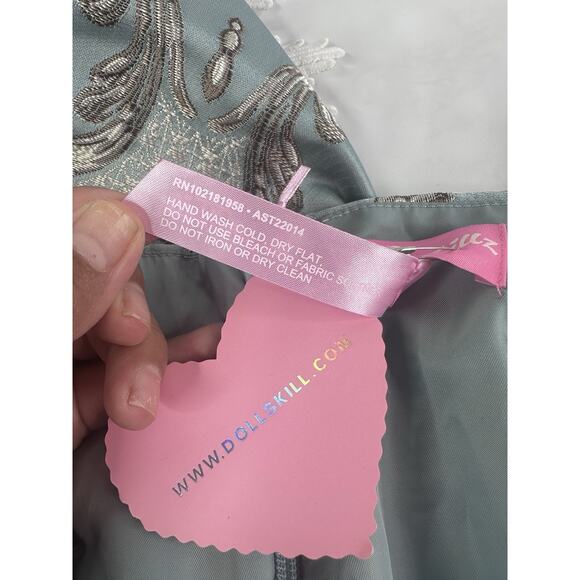 RN102181958 • AST22014
HAND WASH COLD, DRY FLAT
DO NOT USE BLEACH OR FABRIC
DO NOT IRON OR DRY CLEAN
WWW.DOLLSKILL.COM